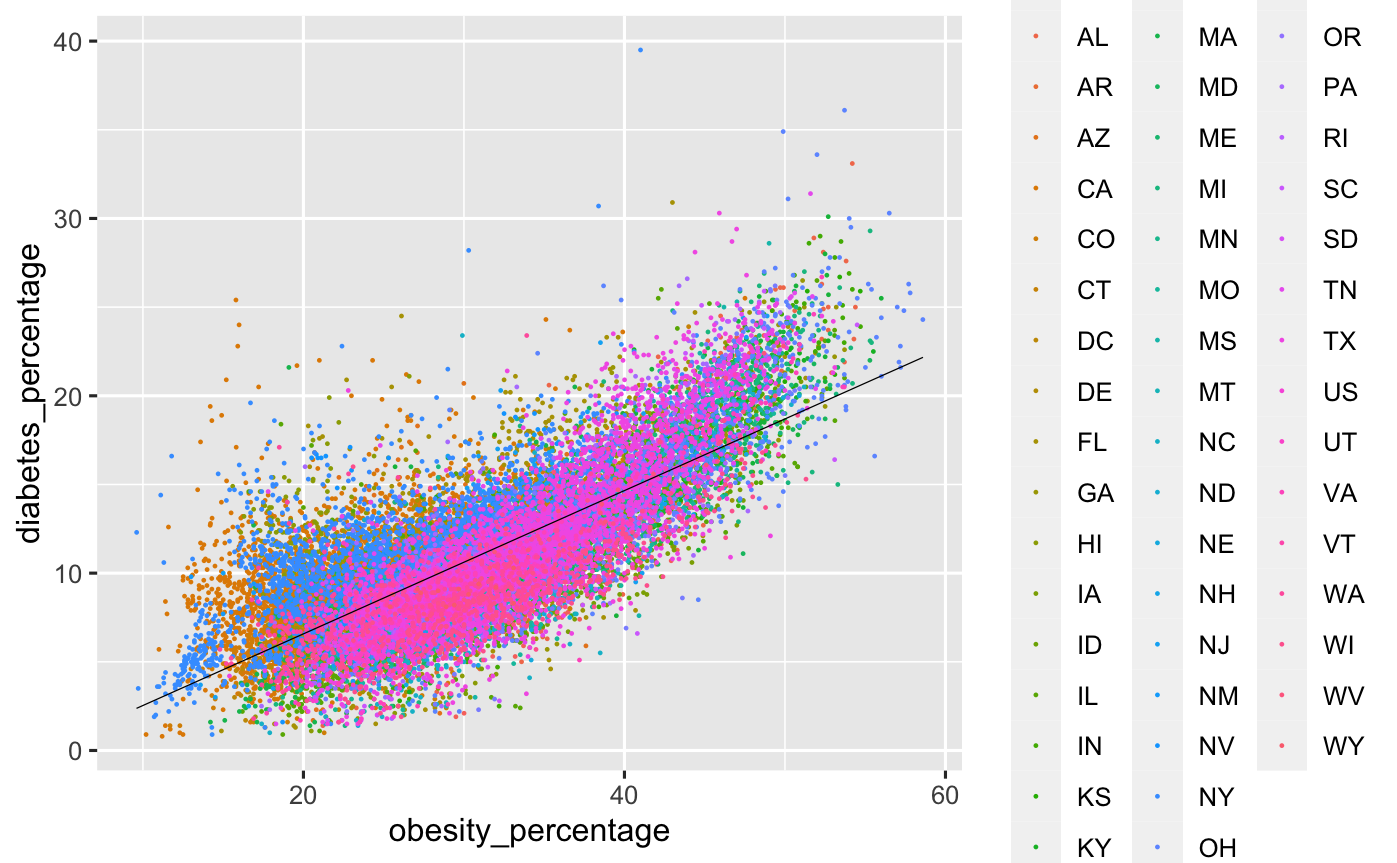 diabetes_percentage
40
30
20
10
0
20
40
60
obesity_percentage
AL
AR
AZ
CA
CO
CT
DC
DE
FL
GA
HI
IA
ID
IL
IN
KS
KY
MA
MD
ME
MI
MN
MO
MS
MT
NC
ND
NE
NH
NJ
NM
NV
NY
OH
OR
PA
RI
SC
SD
TN
TX
US
UT
VA
VT
WA
WI
WV
WY